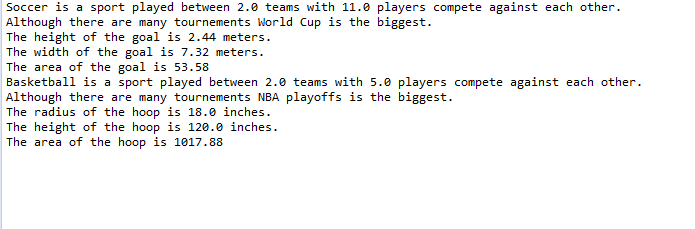 Soccer is a sport played between 2.0 teams with 11.0 players compete against each other.
Although there are many tournements World Cup is the biggest.
The height of the goal is 2.44 meters.
The width of the goal is 7.32 meters.
The area of the goal is 53.58
Basketball is a sport played between 2.0 teams with 5.0 players compete against each other.
Although there are many tournements NBA playoffs is the biggest.
The radius of the hoop is 18.0 inches.
The height of the hoop is 120.0 inches.
The area of the hoop is 1017.88